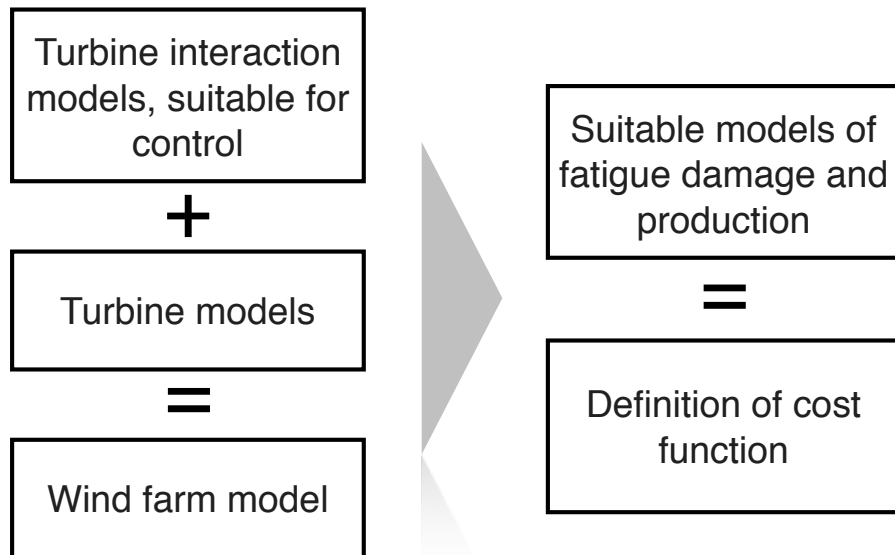 Turbine interaction
models, suitable for
control
+
Turbine models
=
Wind farm model
Suitable models of
fatigue damage and
production
=
Definition of cost
function